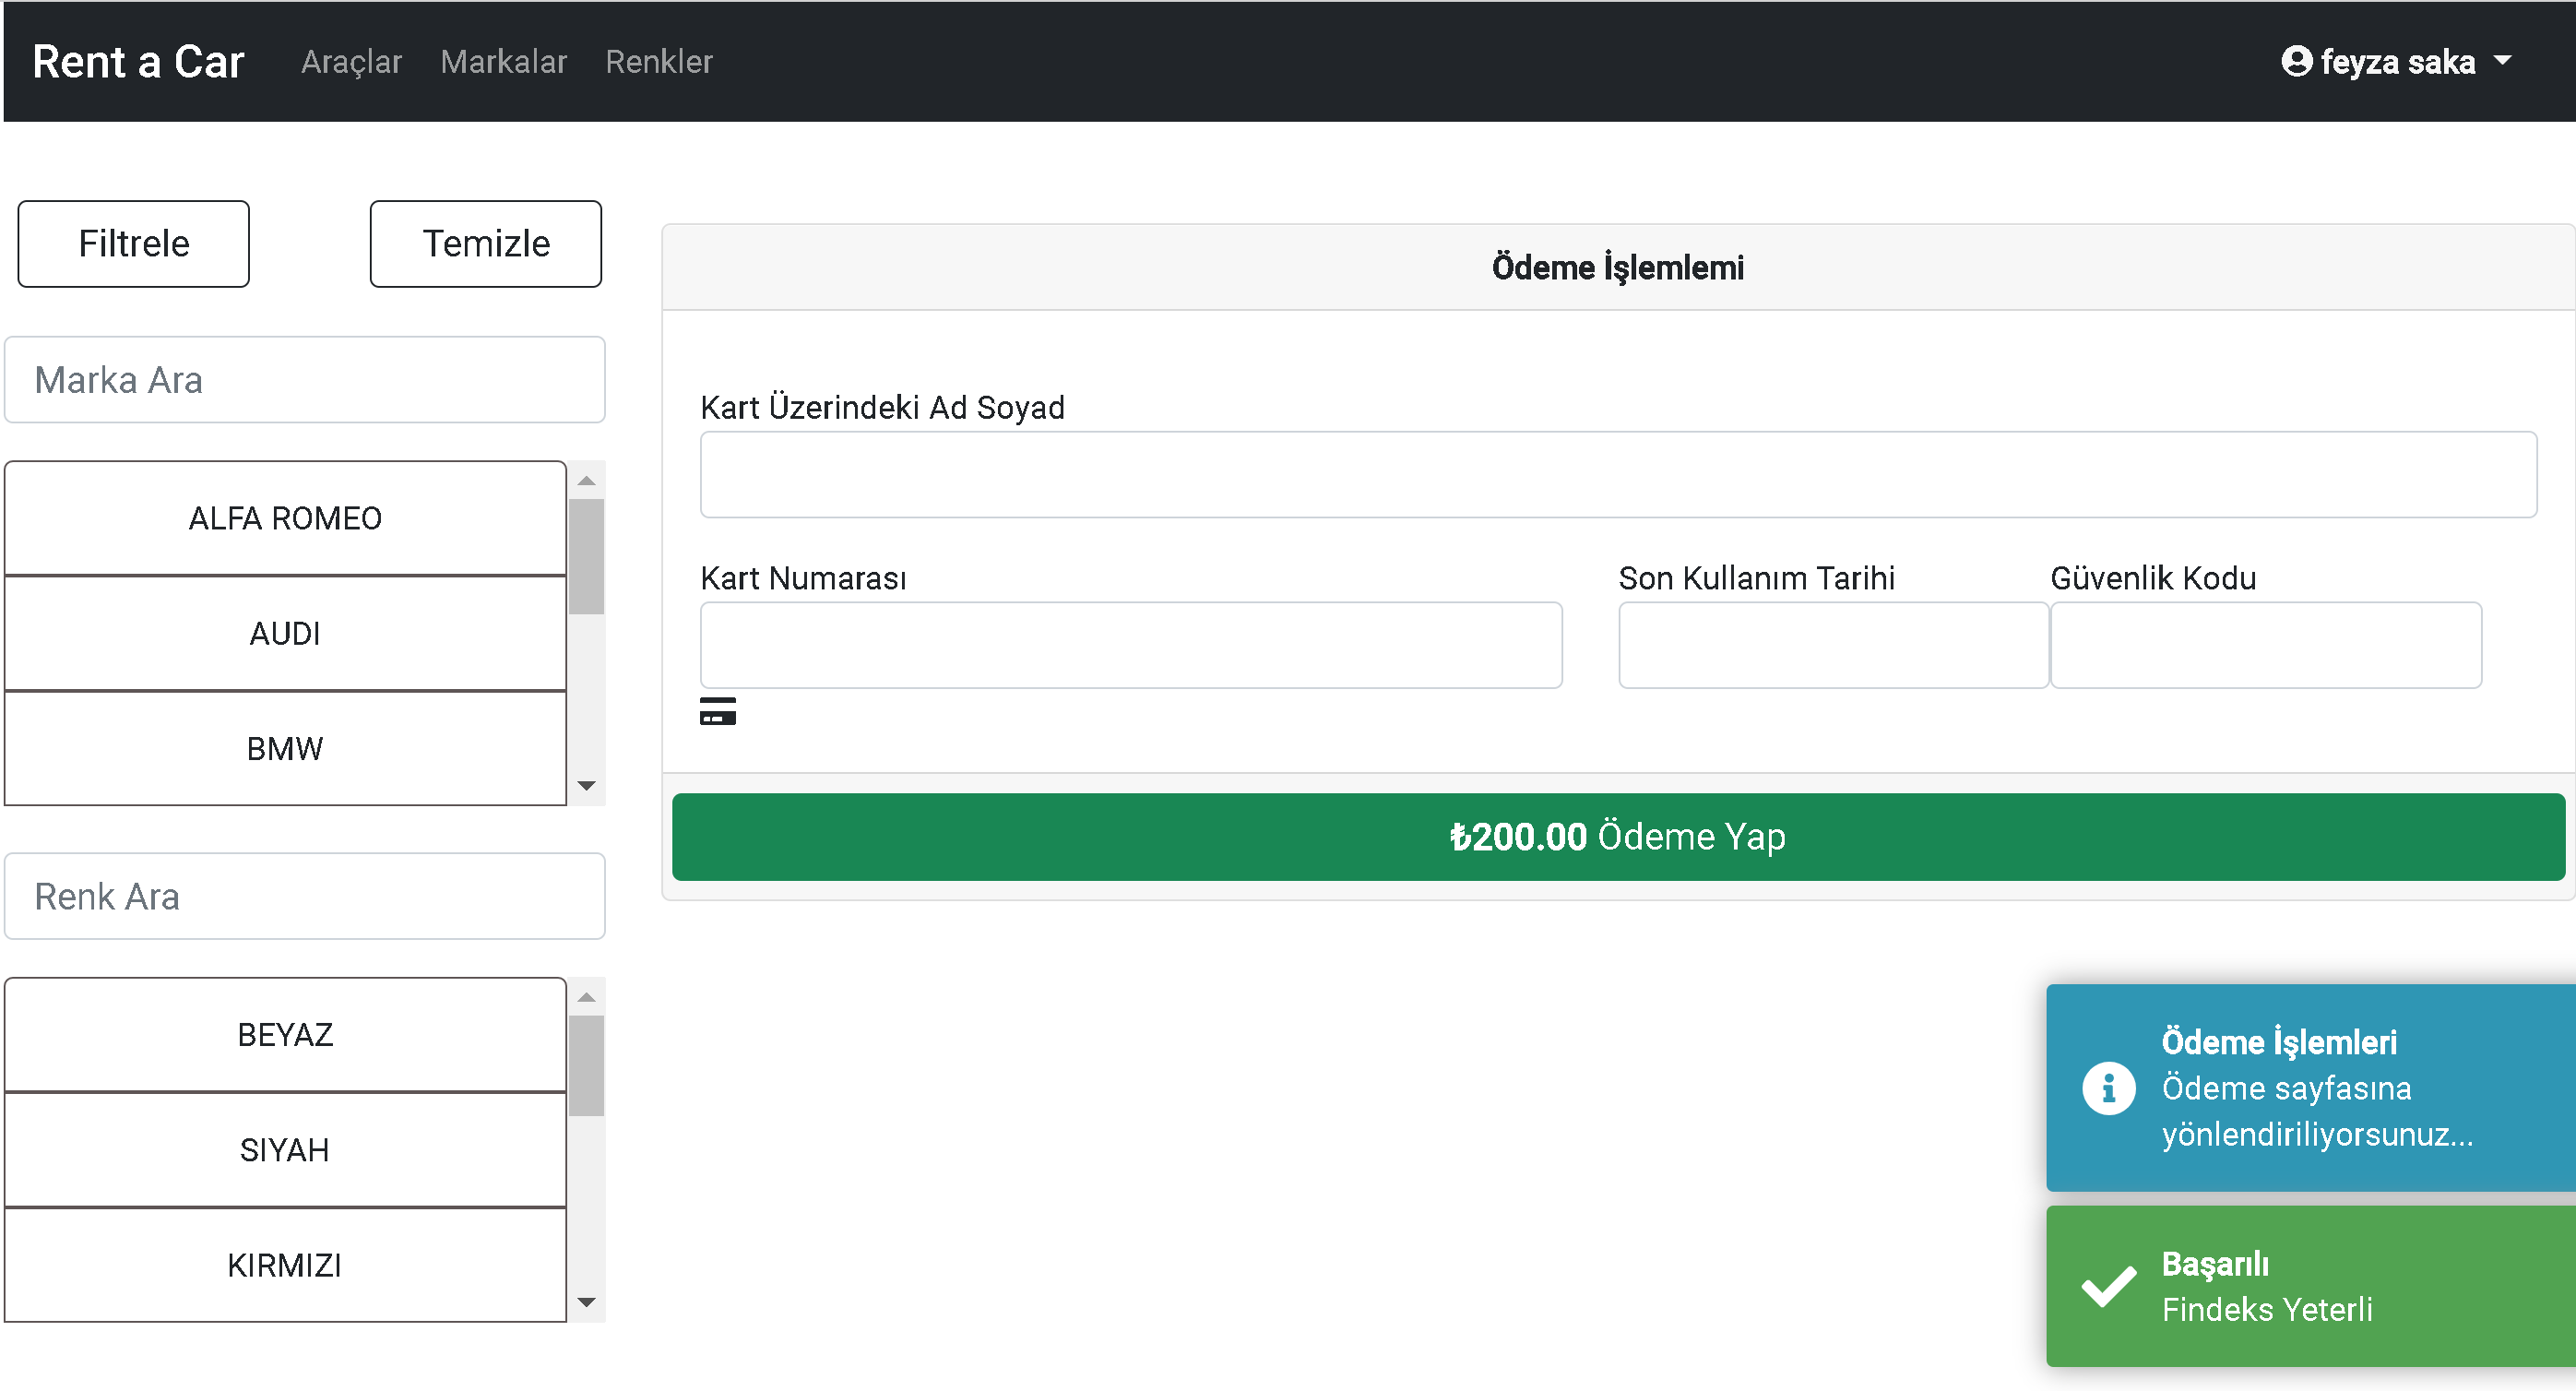 Rent a Car Araçlar Markalar Renkler feyza saka
Filtrele Temizle
Marka Ara
ALFA ROMEO
AUDI
BMW
Renk Ara
BEYAZ
SIYAH
KIRMIZI
Ödeme İşlemlemi
Kart Üzerindeki Ad Soyad
Kart Numarası Son Kullanım Tarihi Güvenlik Kodu
₺200.00 Ödeme Yap
Ödeme İşlemleri
Ödeme sayfasına
yönlendiriliyorsunuz...
Başarılı
Findeks Yeterli